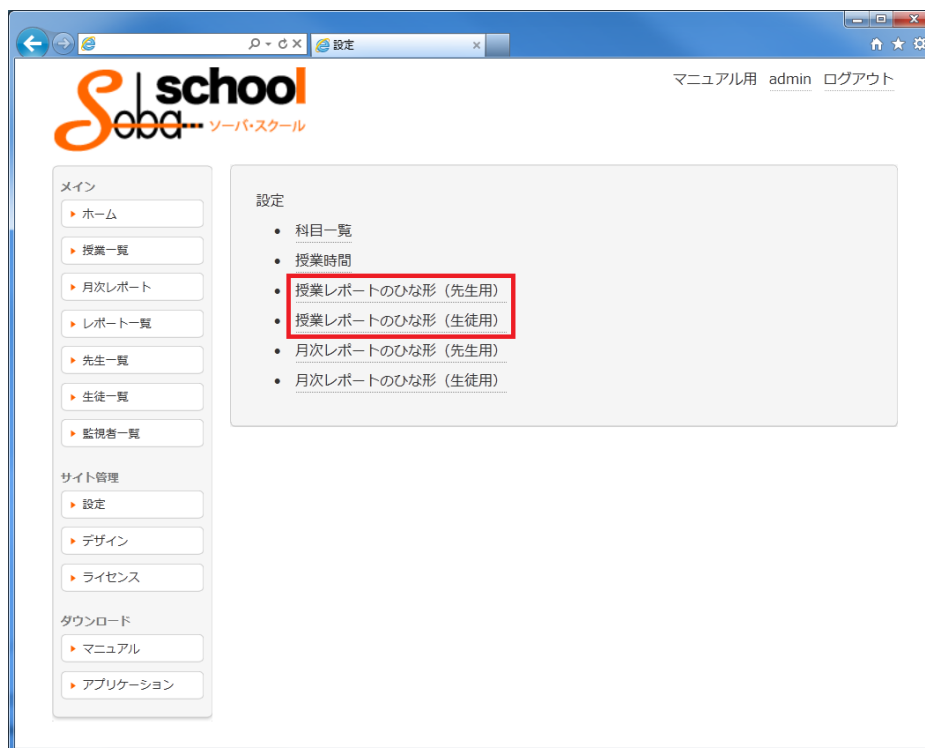 設定
マニュアル用 admin ログアウト
school
Soba
ソーバ・スクール
メイン
ホーム
授業一覧
月次レポート
レポート一覧
先生一覧
生徒一覧
監視者一覧
サイト管理
設定
デザイン
ライセンス
ダウンロード
マニュアル
アプリケーション
設定
科目一覧
授業時間
授業レポートのひな形（先生用）
授業レポートのひな形（生徒用）
月次レポートのひな形（先生用）
月次レポートのひな形（生徒用）